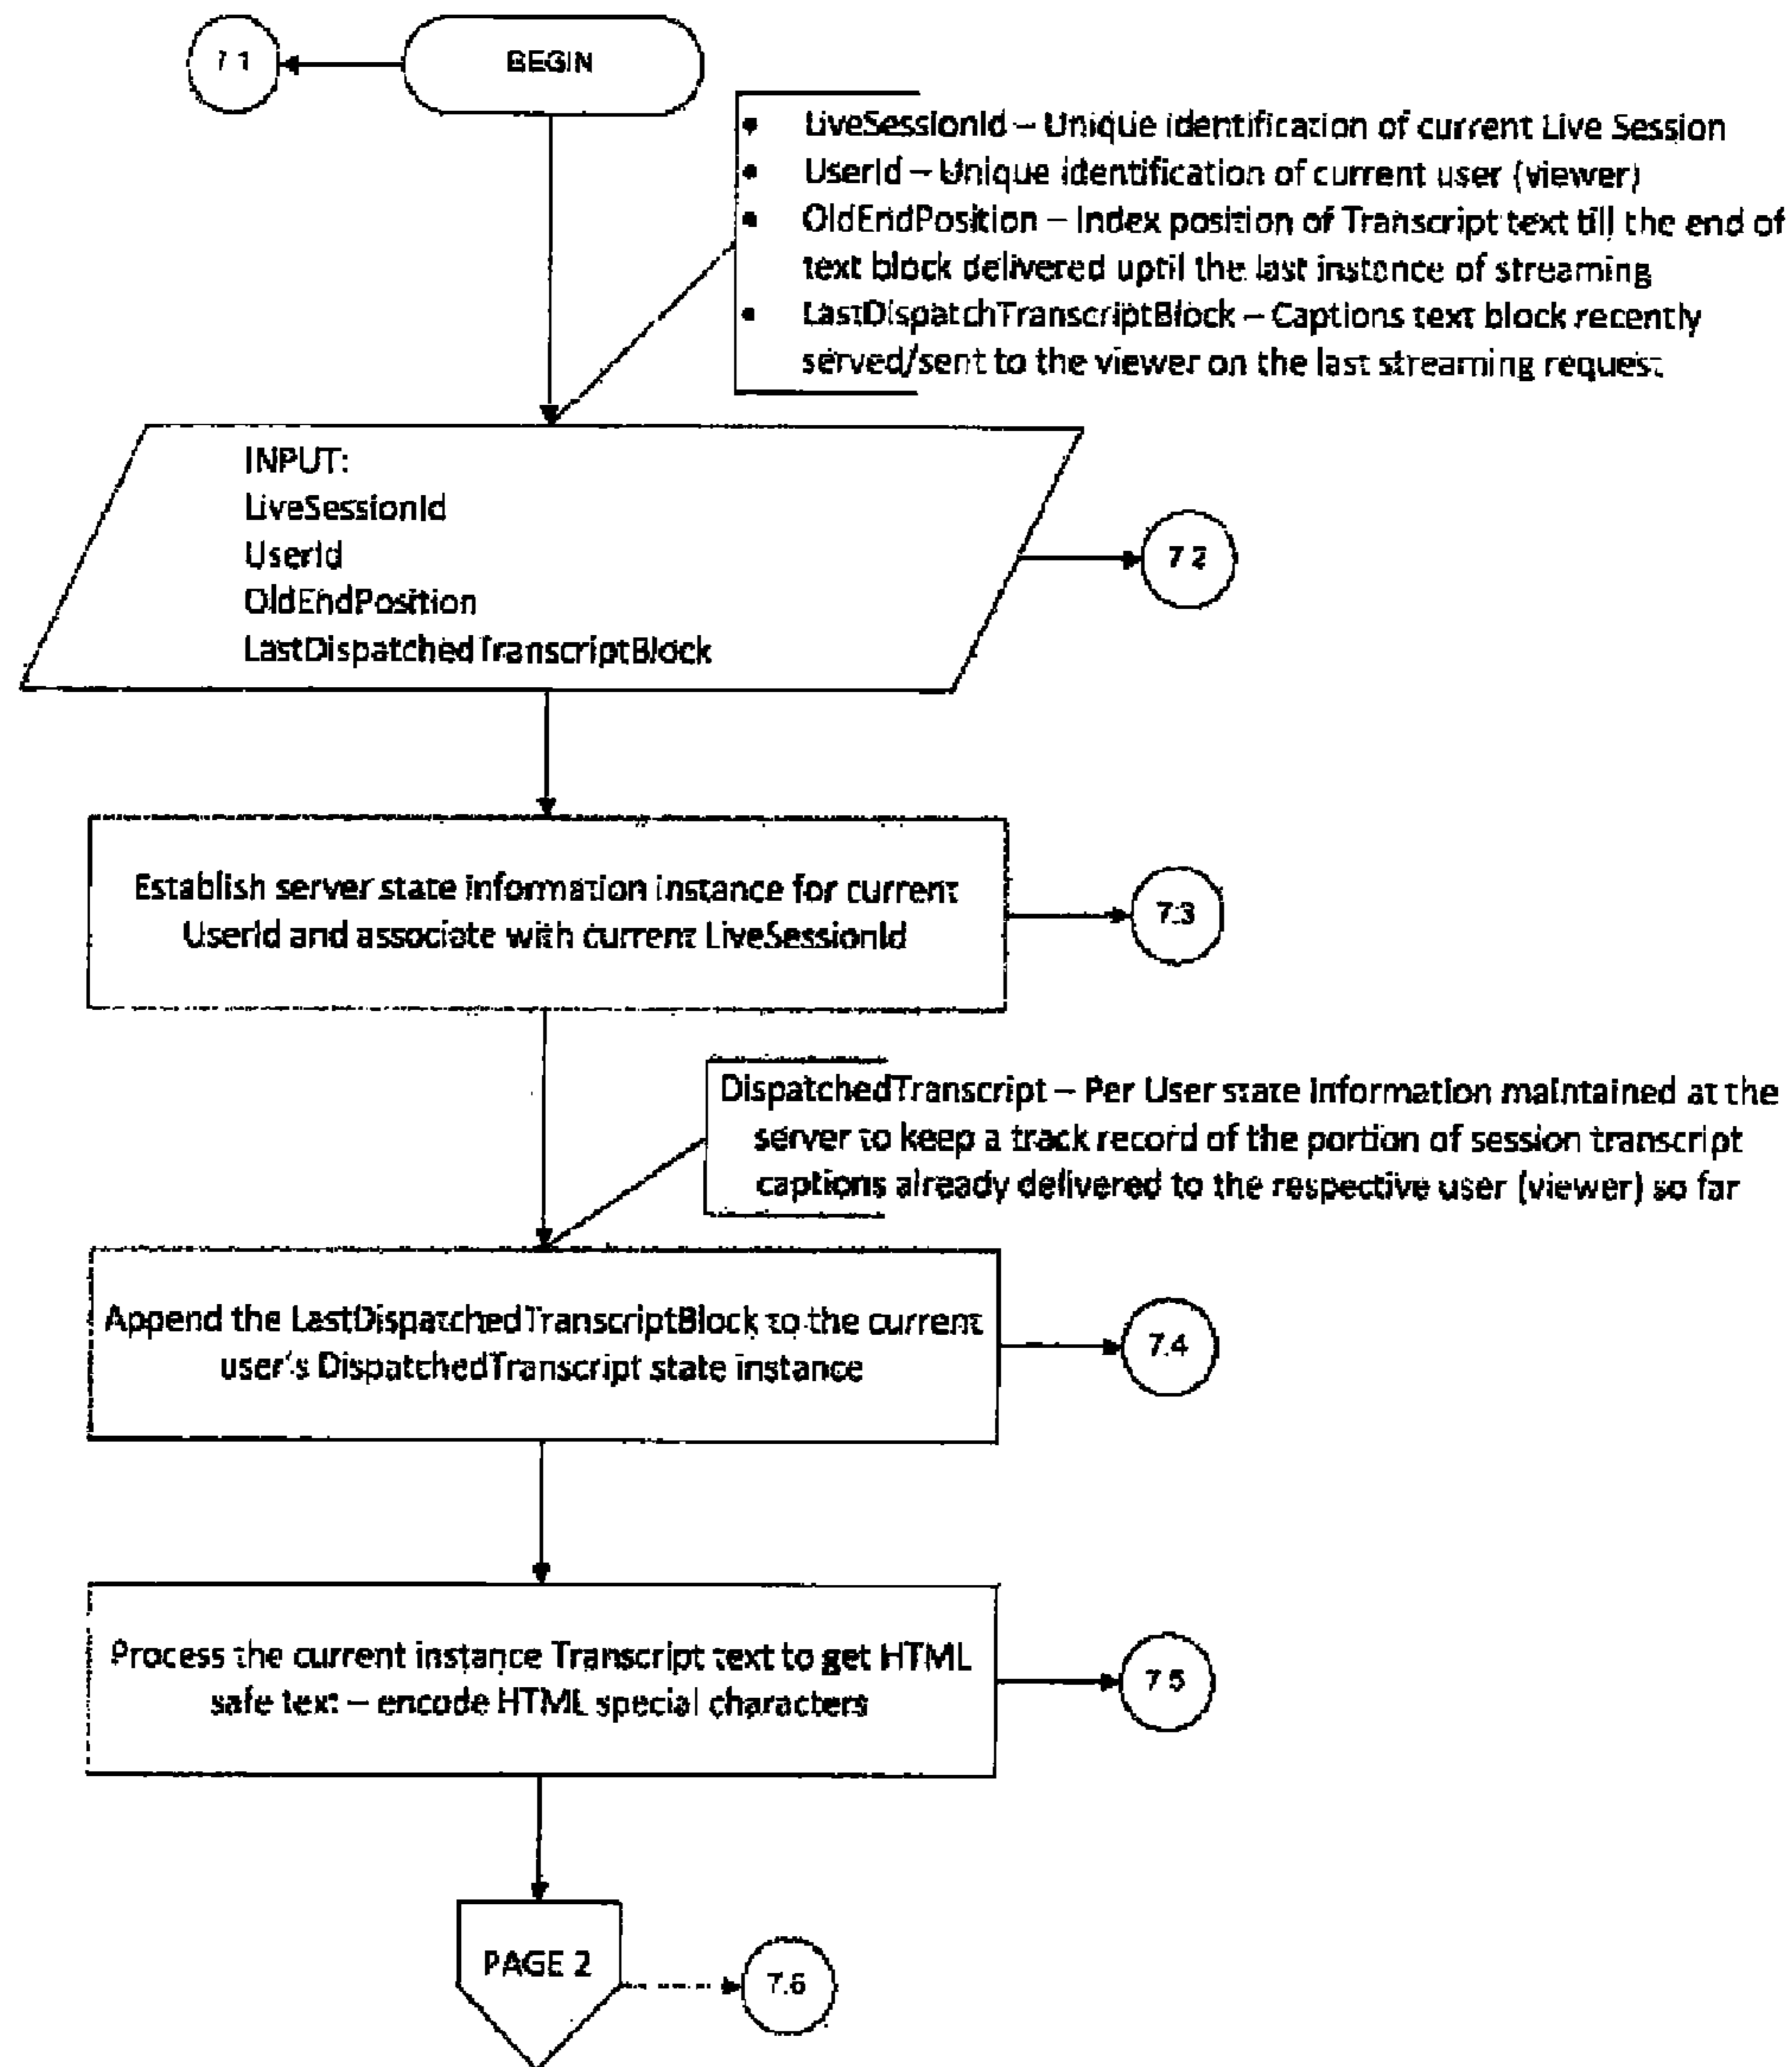 7.1
BEGIN
• LiveSessionId – Unique identification of current Live Session
• UserId – Unique identification of current user (viewer)
• OldEndPosition – Index position of Transcript text till the end of
text block delivered uptil the last instance of streaming
• LastDispatchTranscriptBlock – Captions text block recently
served/sent to the viewer on the last streaming request
INPUT:
LiveSessionId
UserId
OldEndPosition
LastDispatchedTranscriptBlock
7.2
Establish server state information instance for current
UserId and associate with current LiveSessionId
7.3
DispatchedTranscript – Per User state information maintained at the
server to keep a track record of the portion of session transcript
captions already delivered to the respective user (viewer) so far
Append the LastDispatchedTranscriptBlock to the current
user's DispatchedTranscript state instance
7.4
Process the current instance Transcript text to get HTML
safe text – encode HTML special characters
7.5
PAGE 2
7.6